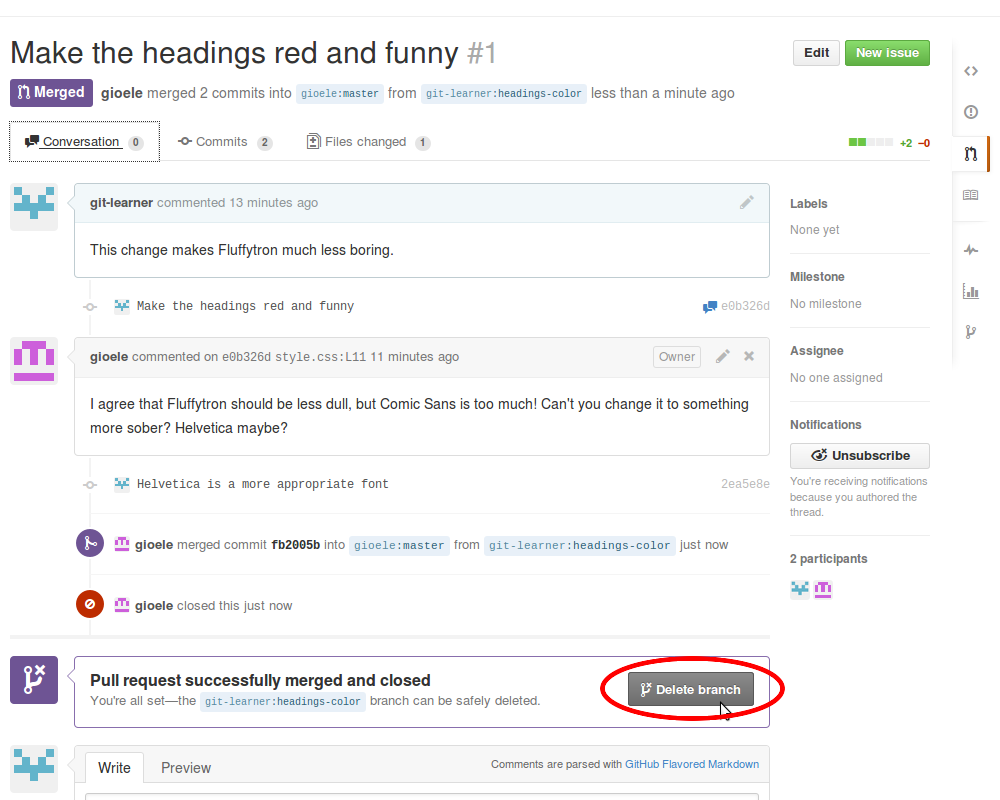 Make the headings red and funny #1
Edit
New issue
Merged gioele merged 2 commits into gioele:master from git-learner:headings-color less than a minute ago
Conversation 0
Commits 2
Files changed 1
+2 −0
git-learner commented 13 minutes ago
This change makes Fluffytron much less boring.
Make the headings red and funny e0b326d
gioele commented on e0b326d style.css:L11 11 minutes ago Owner
I agree that Fluffytron should be less dull, but Comic Sans is too much! Can't you change it to something
more sober? Helvetica maybe?
Helvetica is a more appropriate font 2ea5e8e
gioele merged commit fb2005b into gioele:master from git-learner:headings-color just now
gioele closed this just now
Pull request successfully merged and closed
You're all set—the git-learner:headings-color branch can be safely deleted.
Delete branch
Write
Preview
Comments are parsed with GitHub Flavored Markdown
Labels
None yet
Milestone
No milestone
Assignee
No one assigned
Notifications
Unsubscribe
You're receiving notifications
because you authored the
thread.
2 participants